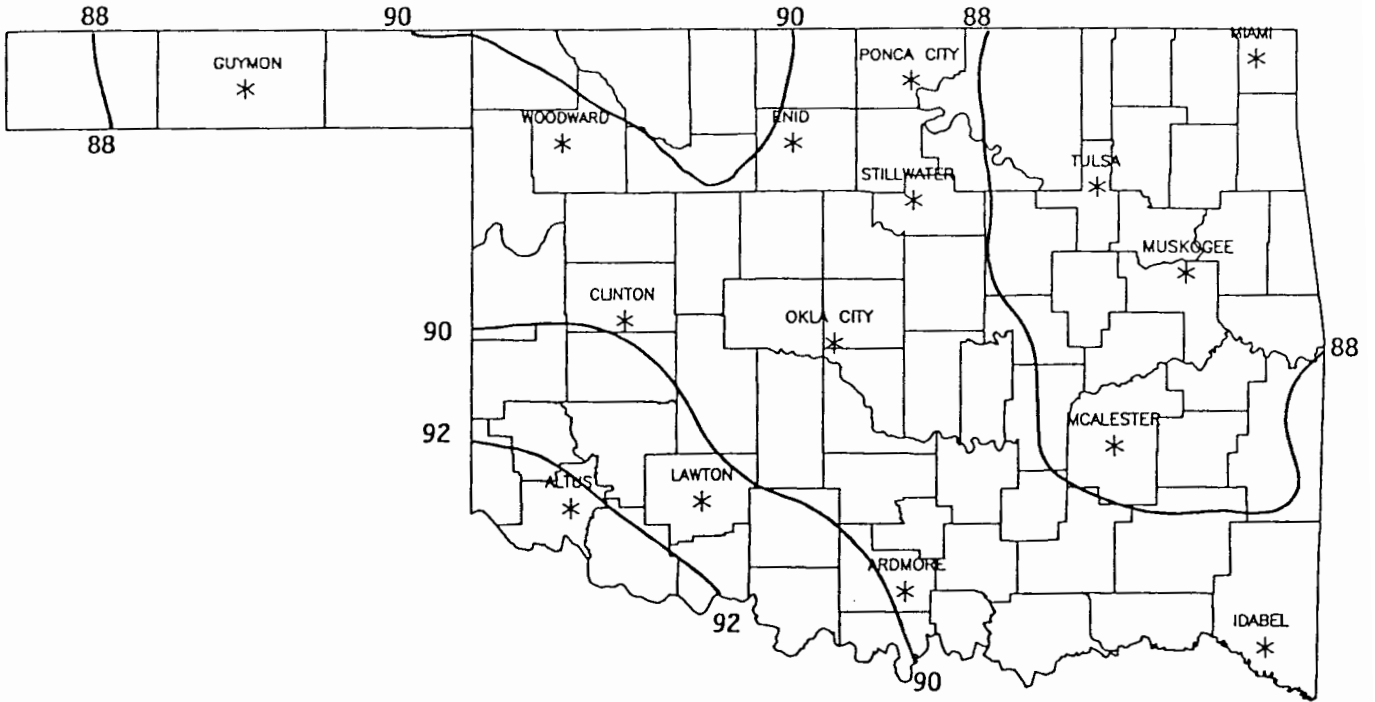 88
90
90
88
MIAMI
PONCA CITY
GUYMON
WOODWARD
ENID
88
TULSA
STILLWATER
MUSKOGEE
CLINTON
OKLA CITY
90
88
MCALESTER
92
LAWTON
ALTUS
ARDMORE
92
IDABEL
90